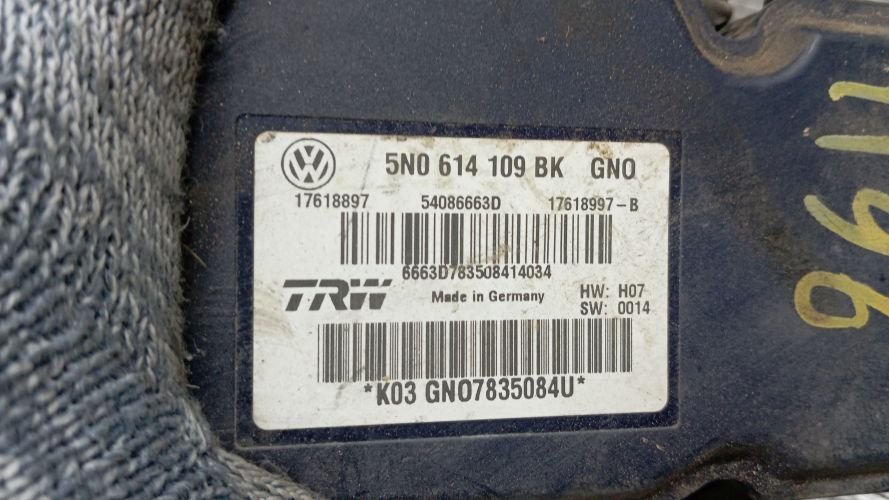 VW
5N0 614 109 BK GNO
17618897 54086663D 17618997-B
6663D783508414034
TRW Made in Germany HW: H07
SW: 0014
*K03 GNO7835084U*